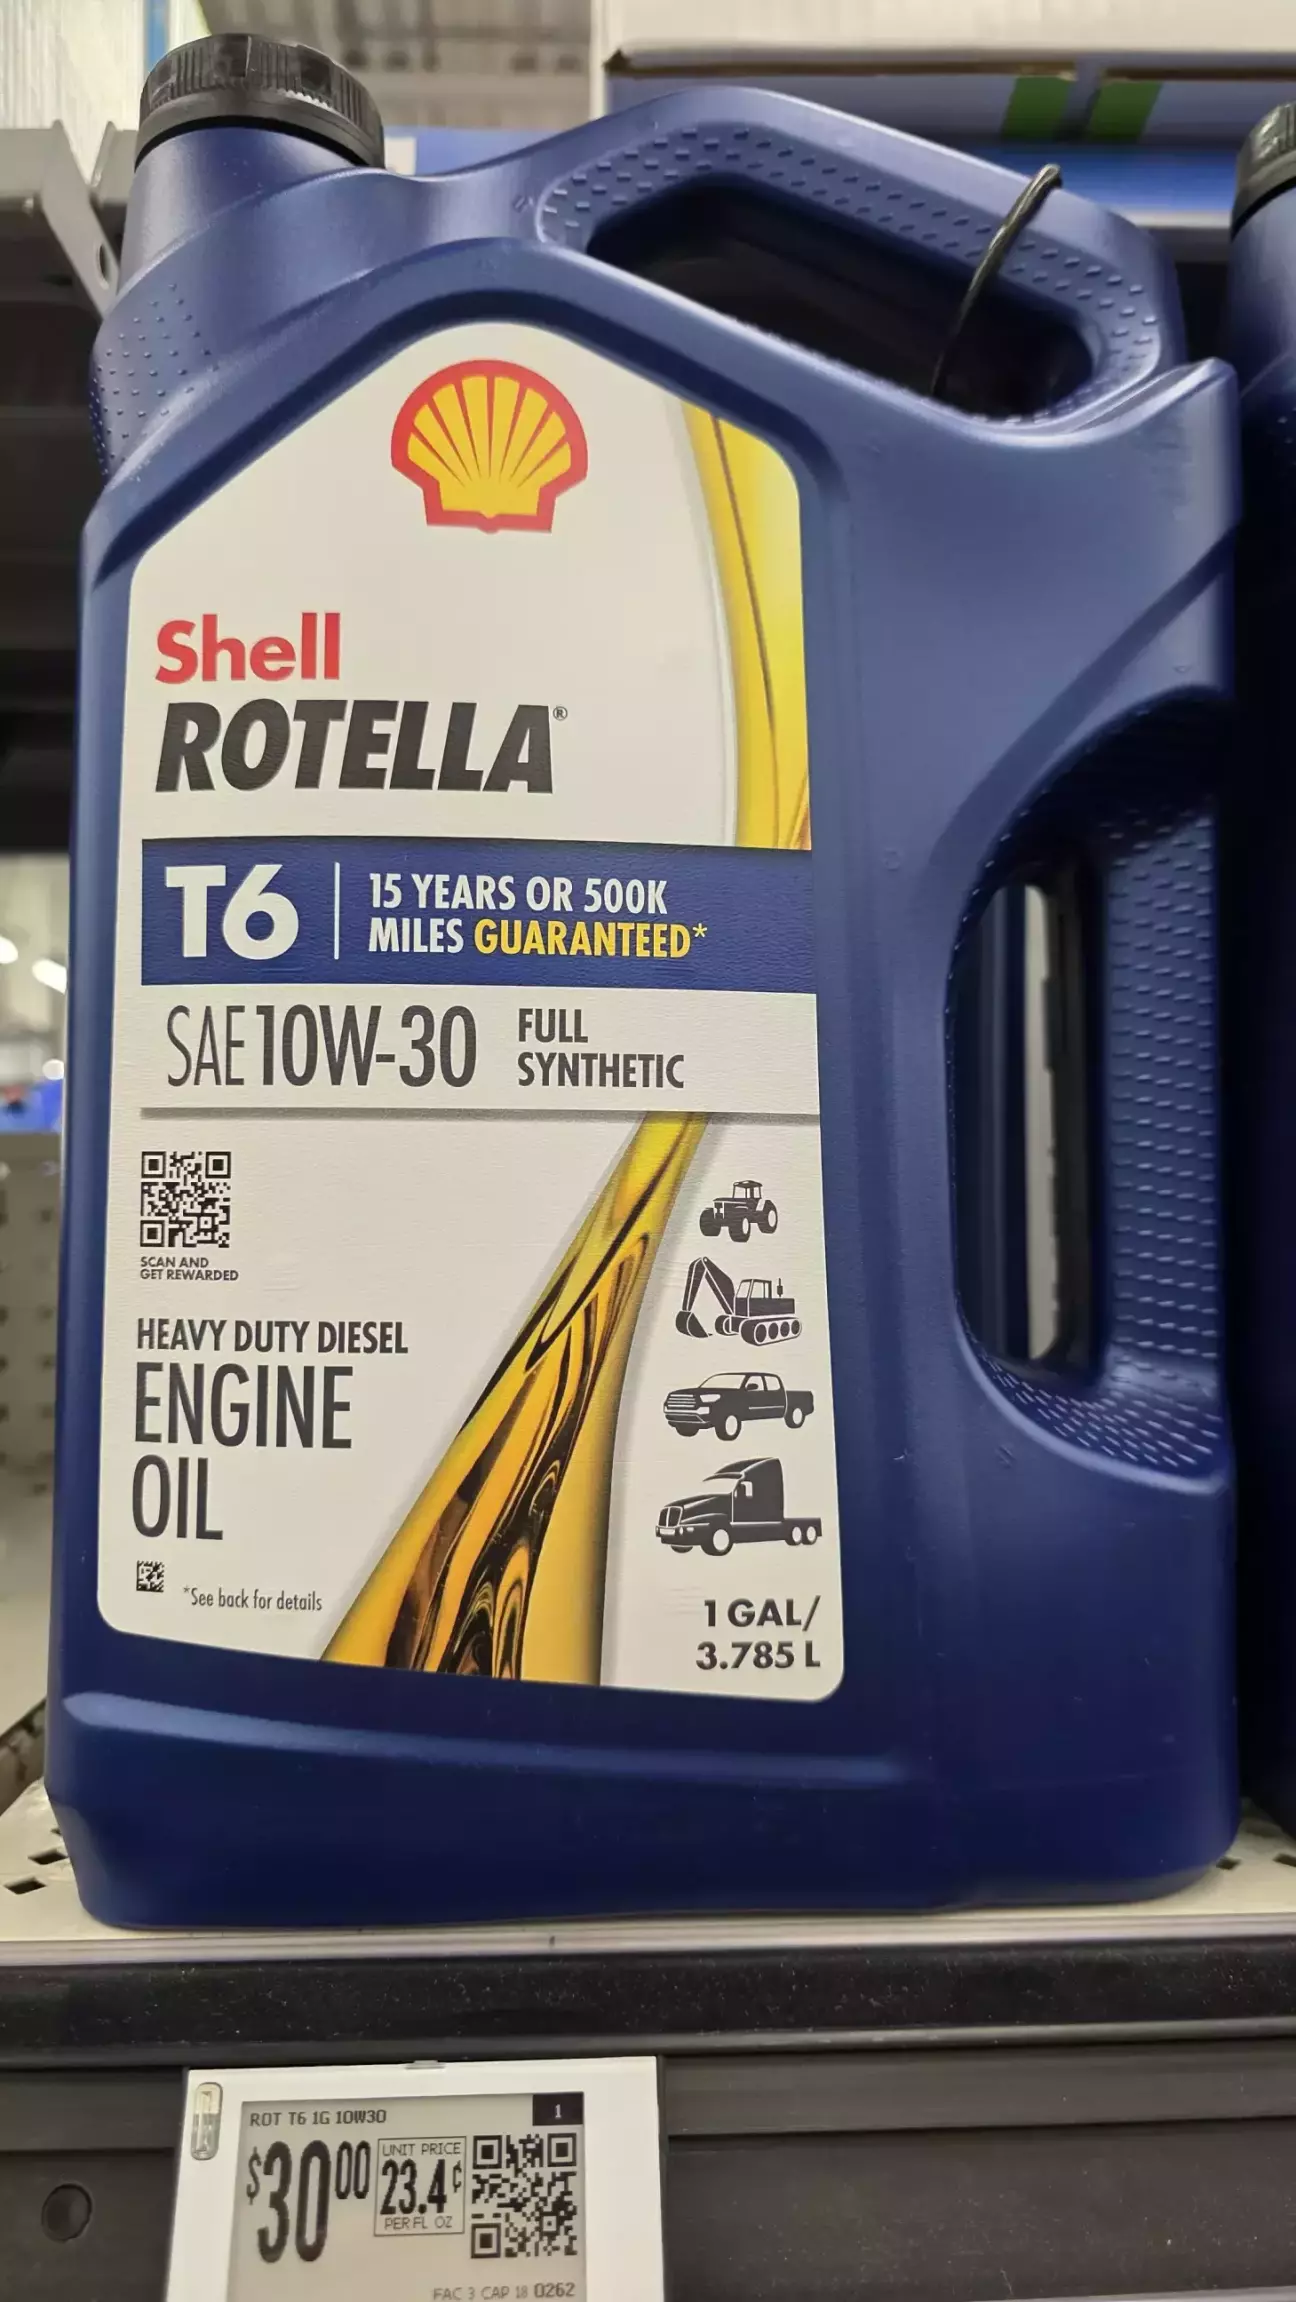 Shell
ROTELLA®
T6
15 YEARS OR 500K
MILES GUARANTEED*
SAE 10W-30
FULL
SYNTHETIC
SCAN AND
GET REWARDED
HEAVY DUTY DIESEL
ENGINE
OIL
*See back for details
1 GAL/
3.785 L
ROT T6 1G 10W30
1
$30 00
UNIT PRICE
23.4¢
PER FL OZ
FAC 3 CAP 18 0262